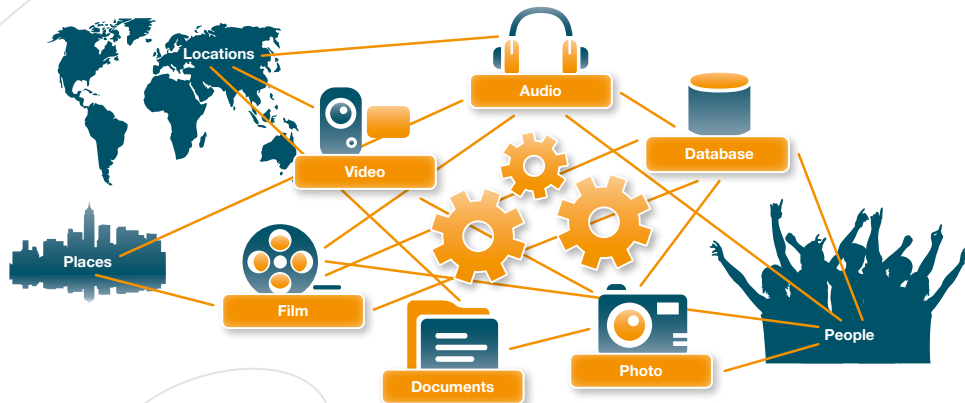 Locations
Audio
Database
Video
Places
Film
People
Photo
Documents